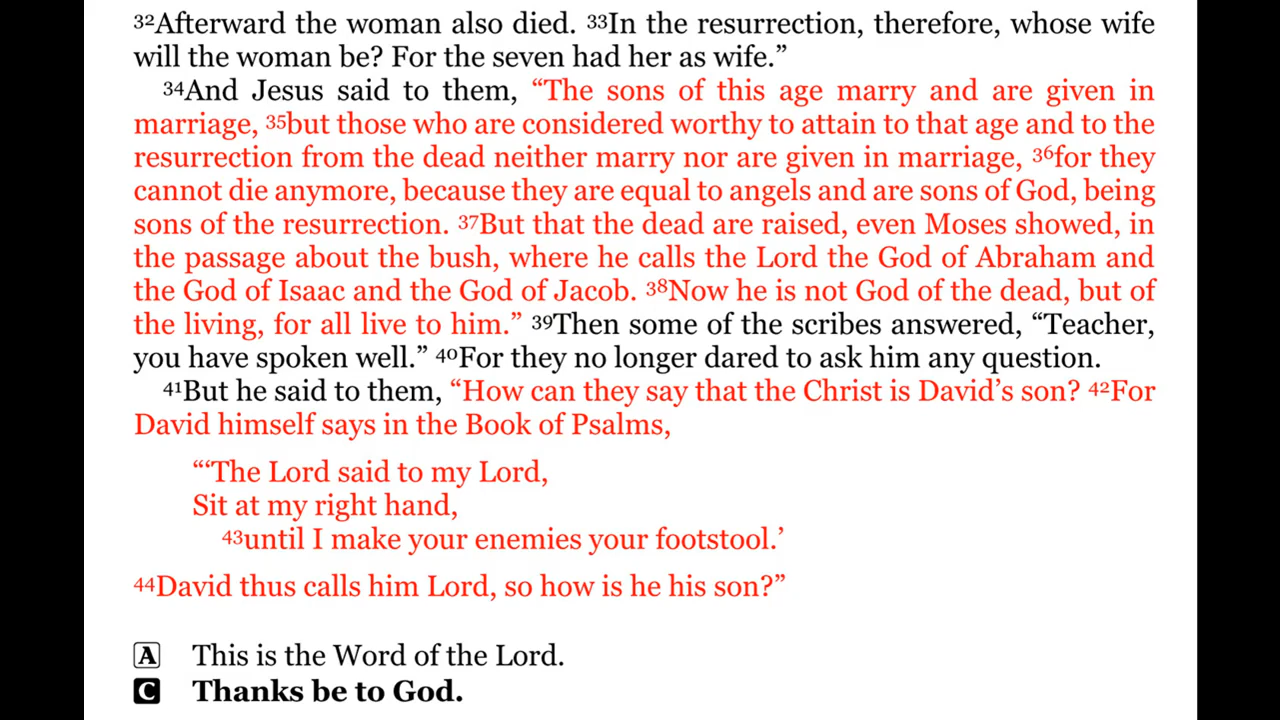 ³²Afterward the woman also died. ³³In the resurrection, therefore, whose wife
will the woman be? For the seven had her as wife.”
³⁴And Jesus said to them, “The sons of this age marry and are given in
marriage, ³⁵but those who are considered worthy to attain to that age and to the
resurrection from the dead neither marry nor are given in marriage, ³⁶for they
cannot die anymore, because they are equal to angels and are sons of God, being
sons of the resurrection. ³⁷But that the dead are raised, even Moses showed, in
the passage about the bush, where he calls the Lord the God of Abraham and
the God of Isaac and the God of Jacob. ³⁸Now he is not God of the dead, but of
the living, for all live to him.” ³⁹Then some of the scribes answered, “Teacher,
you have spoken well.” ⁴⁰For they no longer dared to ask him any question.
⁴¹But he said to them, “How can they say that the Christ is David’s son? ⁴²For
David himself says in the Book of Psalms,
“‘The Lord said to my Lord,
Sit at my right hand,
⁴³until I make your enemies your footstool.’
⁴⁴David thus calls him Lord, so how is he his son?”
A This is the Word of the Lord.
C Thanks be to God.